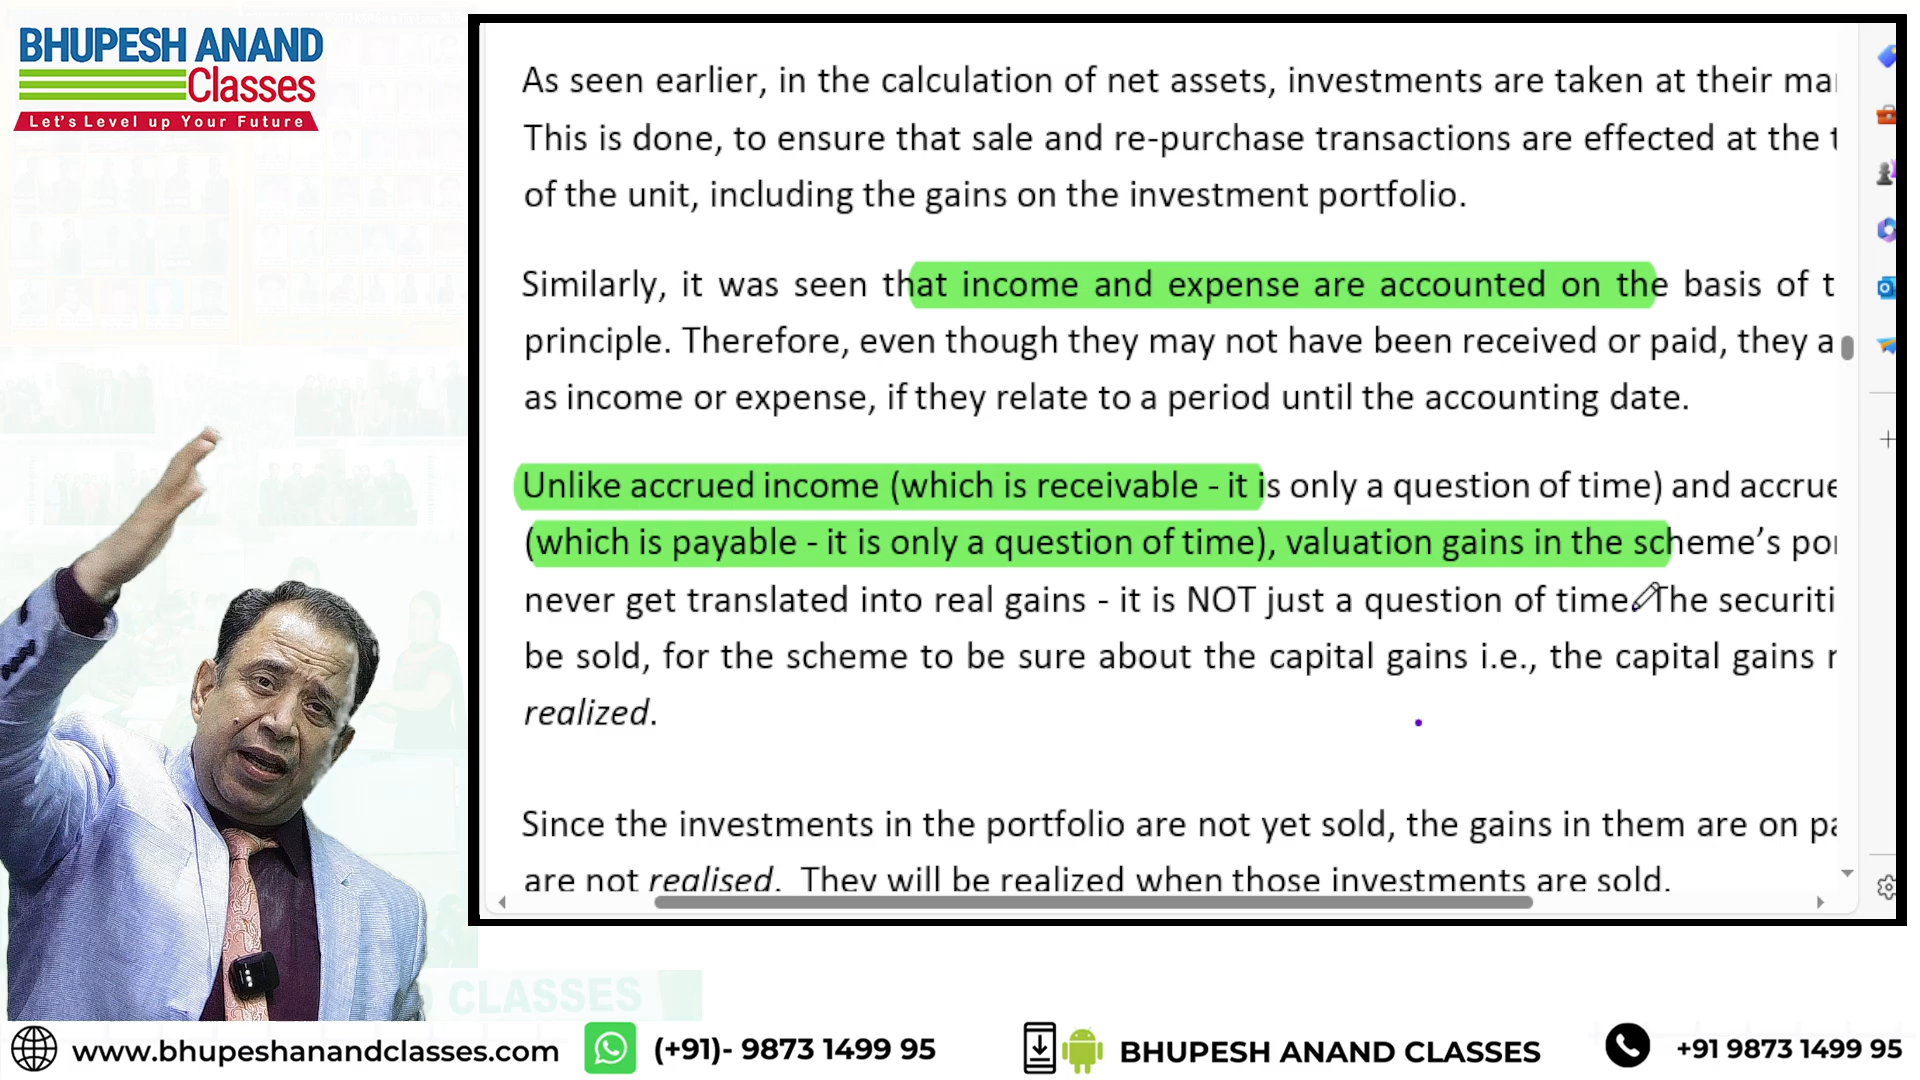 BHUPESH ANAND
Classes
Let's Level up Your Future
As seen earlier, in the calculation of net assets, investments are taken at their
This is done, to ensure that sale and re-purchase transactions are effected at the
of the unit, including the gains on the investment portfolio.
Similarly, it was seen that income and expense are accounted on the basis of
principle. Therefore, even though they may not have been received or paid, they
as income or expense, if they relate to a period until the accounting date.
Unlike accrued income (which is receivable - it is only a question of time) and
(which is payable - it is only a question of time), valuation gains in the scheme's
never get translated into real gains - it is NOT just a question of time. The
be sold, for the scheme to be sure about the capital gains i.e., the capital gains
realized.
Since the investments in the portfolio are not yet sold, the gains in them are on
are not realised. They will be realized when those investments are sold.
CLASSES
www.bhupeshanandclasses.com
(+91)- 9873 1499 95
BHUPESH ANAND CLASSES
+91 9873 1499 95